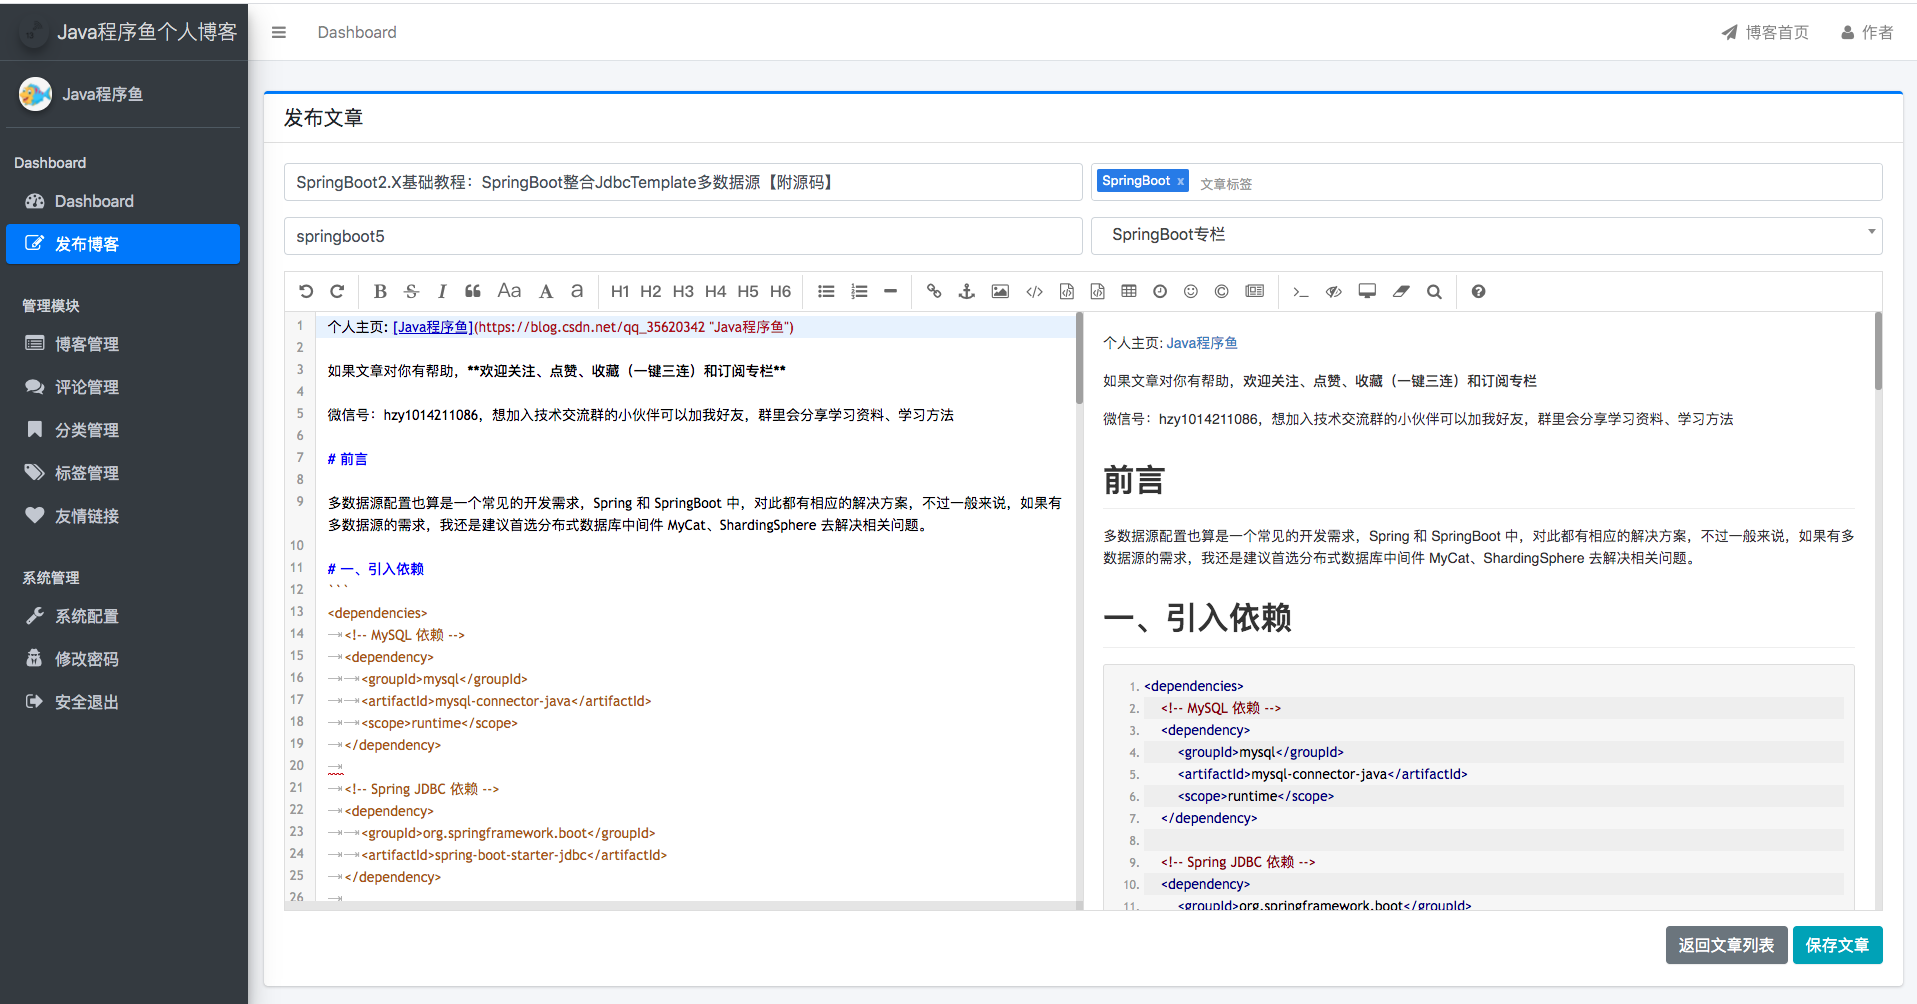 Java程序鱼个人博客
Dashboard
博客首页
作者
Java程序鱼
Dashboard
Dashboard
发布博客
管理模块
博客管理
评论管理
分类管理
标签管理
友情链接
系统管理
系统配置
修改密码
安全退出
发布文章
SpringBoot2.X基础教程：SpringBoot整合JdbcTemplate多数据源【附源码】
SpringBoot x 文章标签
springboot5
SpringBoot专栏
B S I Aa A a H1 H2 H3 H4 H5 H6
1 个人主页: [Java程序鱼](https://blog.csdn.net/qq_35620342 "Java程序鱼")
2
3 如果文章对你有帮助，**欢迎关注、点赞、收藏（一键三连）和订阅专栏**
4
5 微信号：hzy1014211086，想加入技术交流群的小伙伴可以加我好友，群里会分享学习资料、学习方法
6
7 # 前言
8
9 多数据源配置也算是一个常见的开发需求，Spring 和 SpringBoot 中，对此都有相应的解决方案，不过一般来说，如果有
多数据源的需求，我还是建议首选分布式数据库中间件 MyCat、ShardingSphere 去解决相关问题。
10
11 # 一、引入依赖
12 ```
13 <dependencies>
14 <!-- MySQL 依赖 -->
15 <dependency>
16 <groupId>mysql</groupId>
17 <artifactId>mysql-connector-java</artifactId>
18 <scope>runtime</scope>
19 </dependency>
20
21 <!-- Spring JDBC 依赖 -->
22 <dependency>
23 <groupId>org.springframework.boot</groupId>
24 <artifactId>spring-boot-starter-jdbc</artifactId>
25 </dependency>
26
个人主页: Java程序鱼
如果文章对你有帮助，欢迎关注、点赞、收藏（一键三连）和订阅专栏
微信号：hzy1014211086，想加入技术交流群的小伙伴可以加我好友，群里会分享学习资料、学习方法
前言
多数据源配置也算是一个常见的开发需求，Spring 和 SpringBoot 中，对此都有相应的解决方案，不过一般来说，如果有多
数据源的需求，我还是建议首选分布式数据库中间件 MyCat、ShardingSphere 去解决相关问题。
一、引入依赖
1. <dependencies>
2. <!-- MySQL 依赖 -->
3. <dependency>
4. <groupId>mysql</groupId>
5. <artifactId>mysql-connector-java</artifactId>
6. <scope>runtime</scope>
7. </dependency>
8.
9. <!-- Spring JDBC 依赖 -->
10. <dependency>
11. <groupId>org.springframework.boot</groupId>
返回文章列表
保存文章